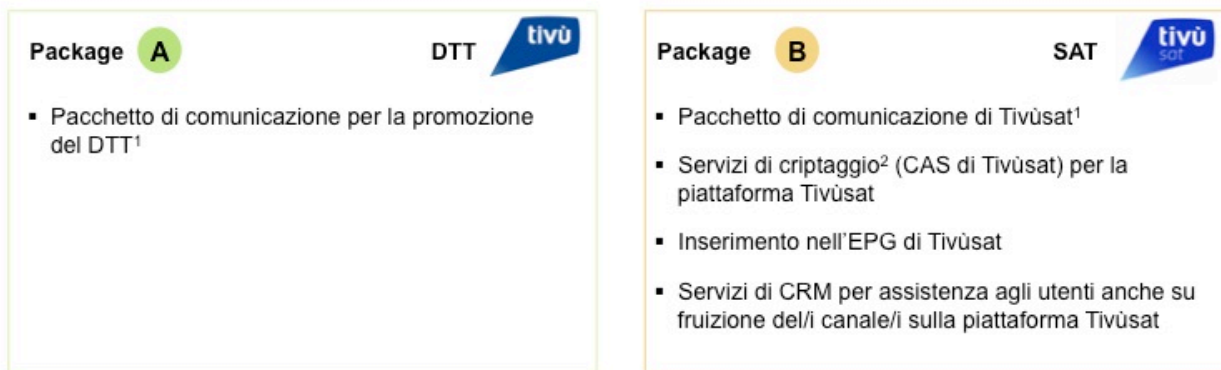 Package A DTT tivù
▪ Pacchetto di comunicazione per la promozione
del DTT¹
Package B SAT tivù
sat
▪ Pacchetto di comunicazione di Tivùsat¹
▪ Servizi di criptaggio² (CAS di Tivùsat) per la
piattaforma Tivùsat
▪ Inserimento nell'EPG di Tivùsat
▪ Servizi di CRM per assistenza agli utenti anche su
fruizione del/i canale/i sulla piattaforma Tivùsat